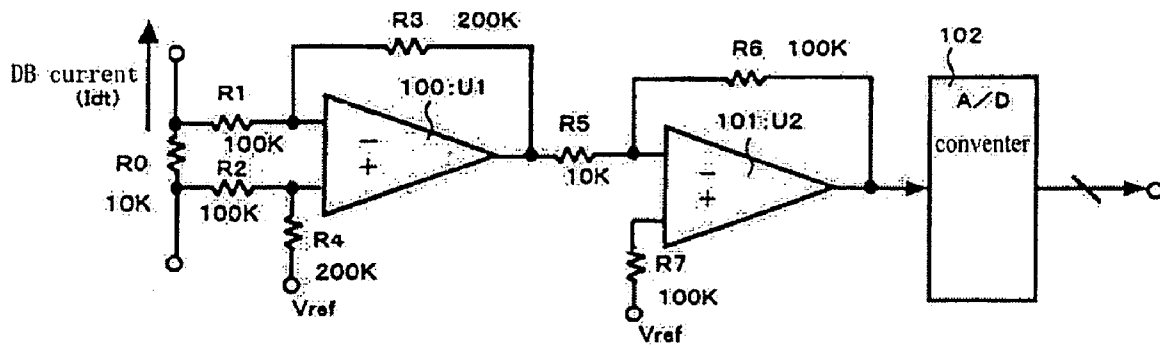 R3 200K
R6 100K
102
DB current
(Idt)
100:U1
A/D
R1
R5
101:U2
100K
converter
R0
R2
10K
10K
100K
R4
R7
200K
100K
Vref
Vref
−
+
−
+